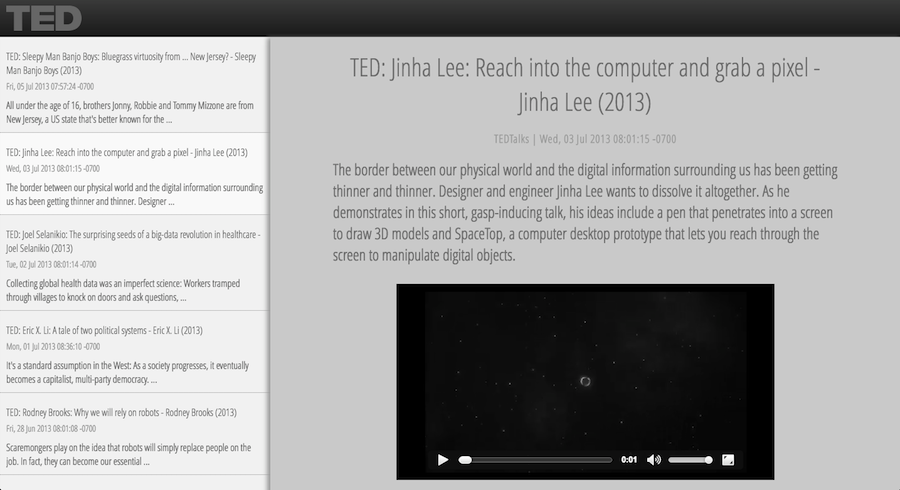 TED
TED: Sleepy Man Banjo Boys: Bluegrass virtuosity from ... New Jersey? - Sleepy
Man Banjo Boys (2013)
Fri, 05 Jul 2013 07:57:24 -0700
All under the age of 16, brothers Jonny, Robbie and Tommy Mizzone are from
New Jersey, a US state that's better known for the ...
TED: Jinha Lee: Reach into the computer and grab a pixel - Jinha Lee (2013)
Wed, 03 Jul 2013 08:01:15 -0700
The border between our physical world and the digital information surrounding
us has been getting thinner and thinner. Designer ...
TED: Joel Selanikio: The surprising seeds of a big-data revolution in healthcare -
Joel Selanikio (2013)
Tue, 02 Jul 2013 08:01:14 -0700
Collecting global health data was an imperfect science: Workers tramped
through villages to knock on doors and ask questions, ...
TED: Eric X. Li: A tale of two political systems - Eric X. Li (2013)
Mon, 01 Jul 2013 08:36:10 -0700
It's a standard assumption in the West: As a society progresses, it eventually
becomes a capitalist, multi-party democracy. ...
TED: Rodney Brooks: Why we will rely on robots - Rodney Brooks (2013)
Fri, 28 Jun 2013 08:01:08 -0700
Scaremongers play on the idea that robots will simply replace people on the
job. In fact, they can become our essential ...
TED: Jinha Lee: Reach into the computer and grab a pixel -
Jinha Lee (2013)
TEDTalks | Wed, 03 Jul 2013 08:01:15 -0700
The border between our physical world and the digital information surrounding us has been getting
thinner and thinner. Designer and engineer Jinha Lee wants to dissolve it altogether. As he
demonstrates in this short, gasp-inducing talk, his ideas include a pen that penetrates into a screen
to draw 3D models and SpaceTop, a computer desktop prototype that lets you reach through the
screen to manipulate digital objects.
0:01